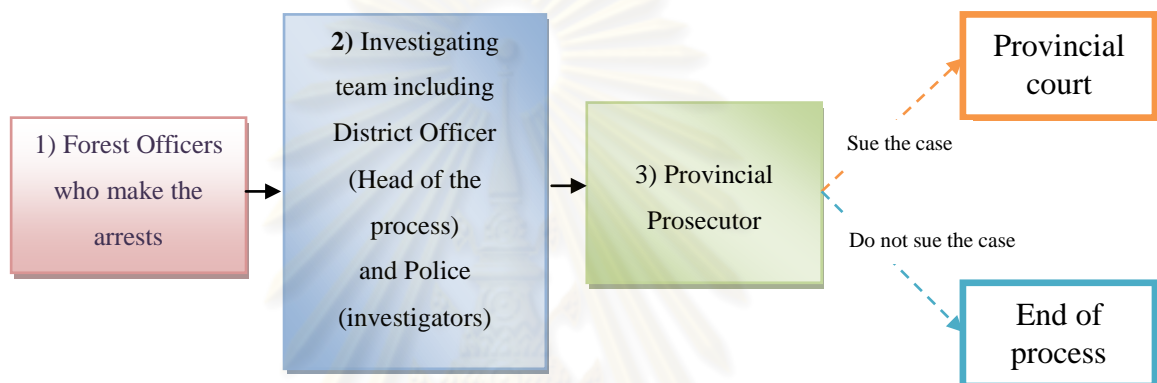 1) Forest Officers
who make the
arrests
2) Investigating
team including
District Officer
(Head of the
process)
and Police
(investigators)
3) Provincial
Prosecutor
Sue the case
Do not sue the case
Provincial
court
End of
process